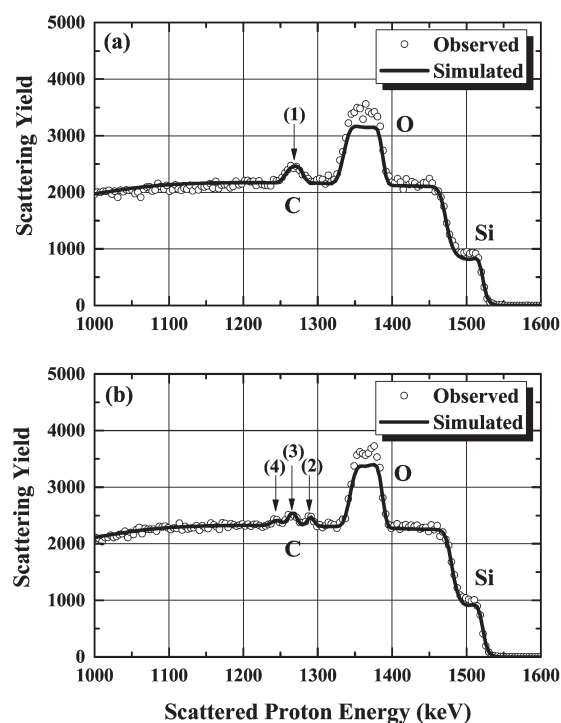 (a)
Observed
Simulated
5000
4000
3000
2000
1000
0
Scattering Yield
(1)
C
O
Si
1000 1100 1200 1300 1400 1500 1600
(b)
Observed
Simulated
5000
4000
3000
2000
1000
0
Scattering Yield
(4) (3) (2)
C
O
Si
1000 1100 1200 1300 1400 1500 1600
Scattered Proton Energy (keV)